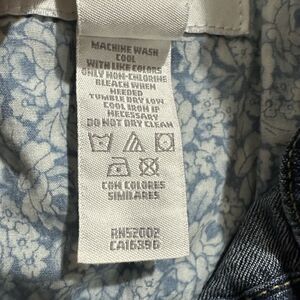 MACHINE WASH
COOL
WITH LIKE COLORS
ONLY NON-CHLORINE
BLEACH WHEN
NEEDED
TUMBLE DRY LOW
COOL IRON IF
NECESSARY
DO NOT DRY CLEAN
CON COLORES
SIMILARES
RN52002
CA16396